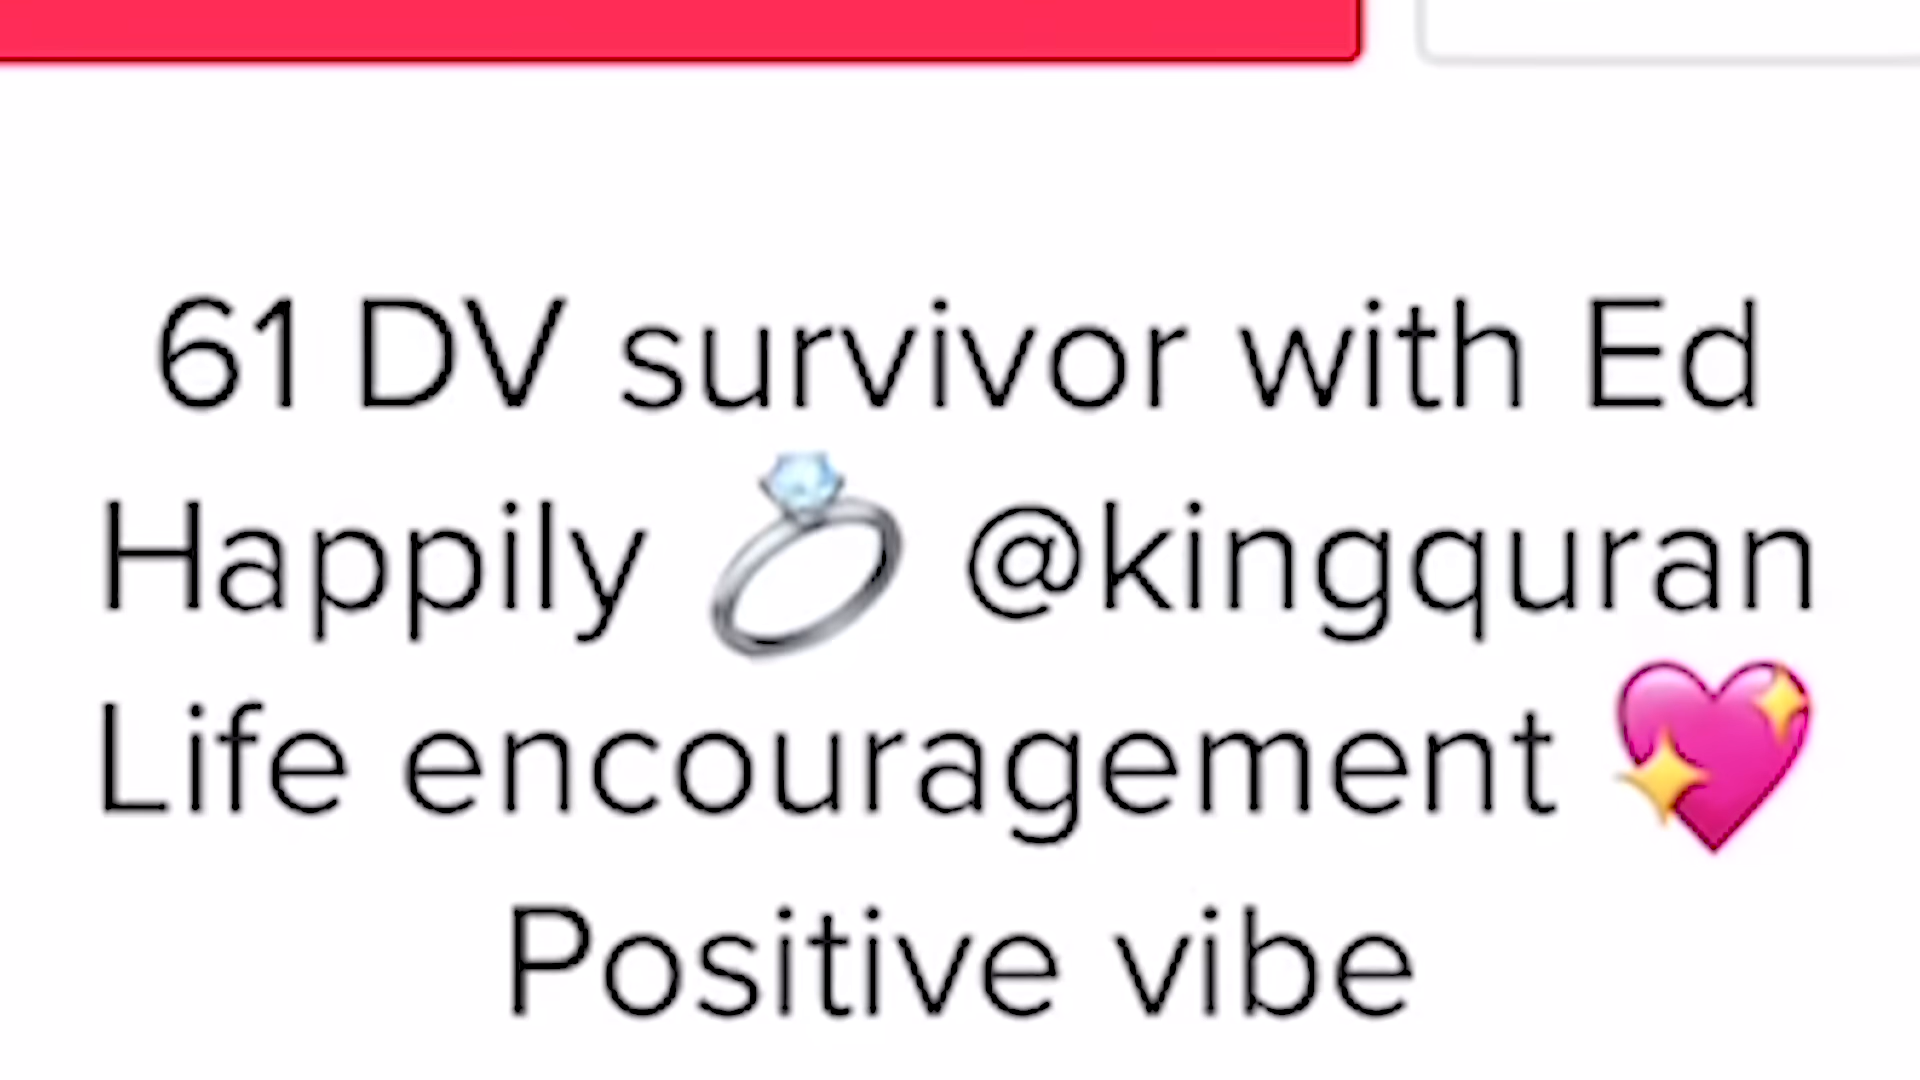 61 DV survivor with Ed
Happily 💍 @kingquran
Life encouragement 💖
Positive vibe